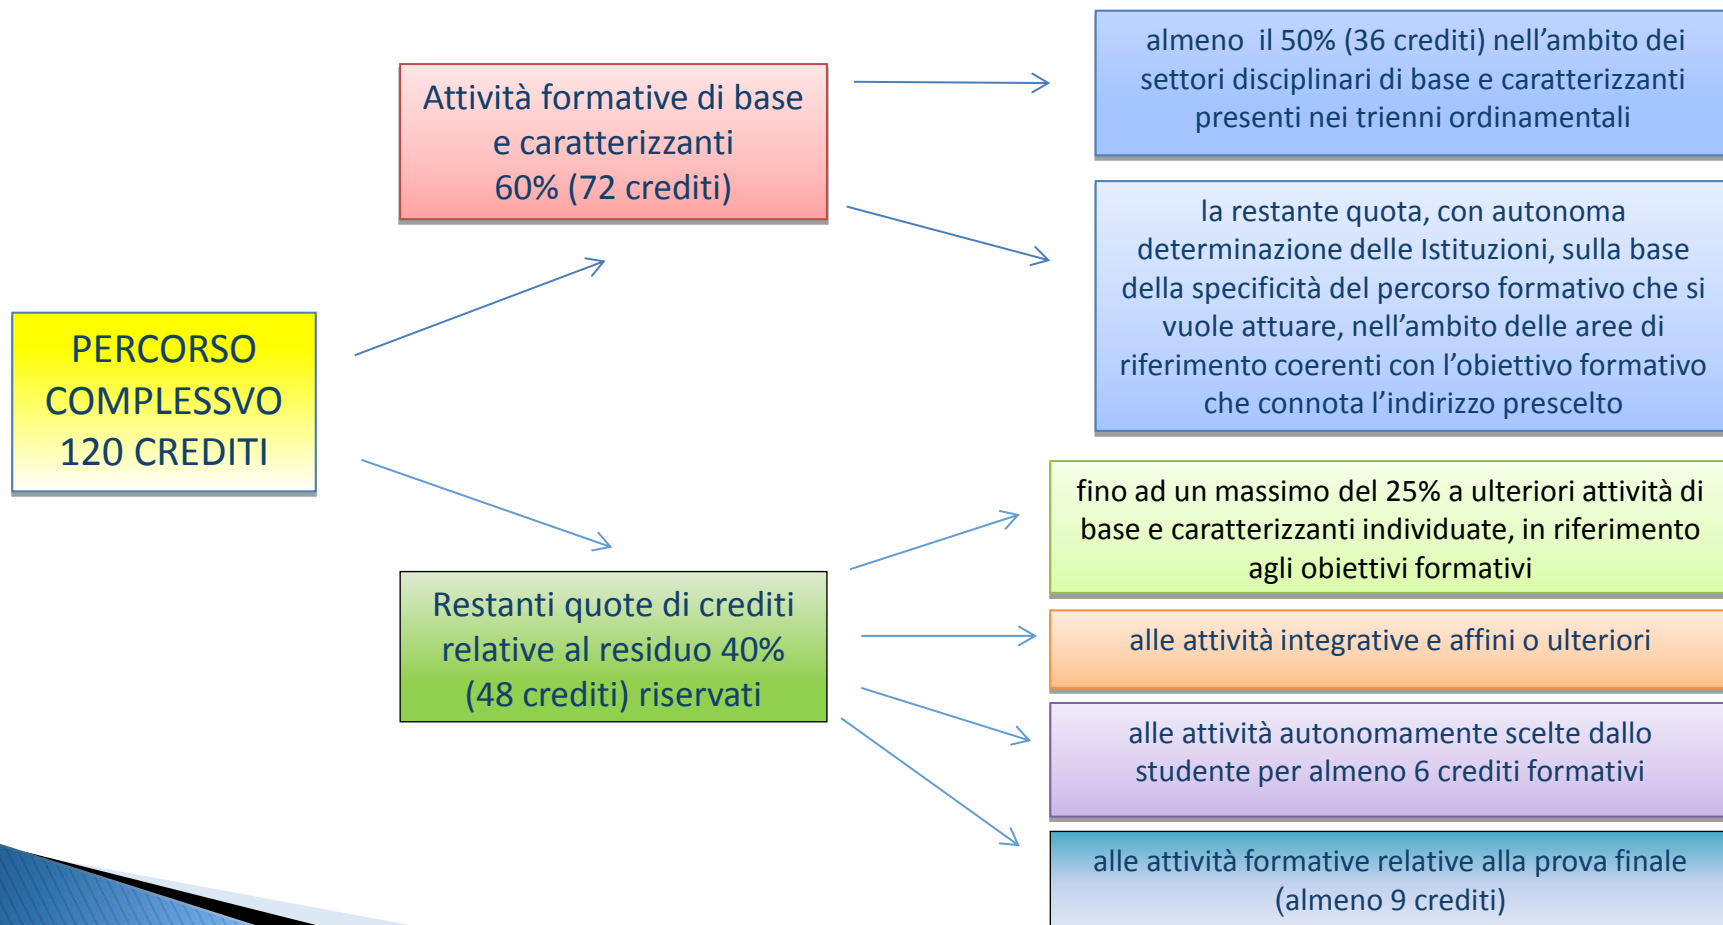 PERCORSO
COMPLESSVO
120 CREDITI
Attività formative di base
e caratterizzanti
60% (72 crediti)
almeno il 50% (36 crediti) nell’ambito dei
settori disciplinari di base e caratterizzanti
presenti nei trienni ordinamentali
la restante quota, con autonoma
determinazione delle Istituzioni, sulla base
della specificità del percorso formativo che si
vuole attuare, nell’ambito delle aree di
riferimento coerenti con l’obiettivo formativo
che connota l’indirizzo prescelto
Restanti quote di crediti
relative al residuo 40%
(48 crediti) riservati
fino ad un massimo del 25% a ulteriori attività di
base e caratterizzanti individuate, in riferimento
agli obiettivi formativi
alle attività integrative e affini o ulteriori
alle attività autonomamente scelte dallo
studente per almeno 6 crediti formativi
alle attività formative relative alla prova finale
(almeno 9 crediti)